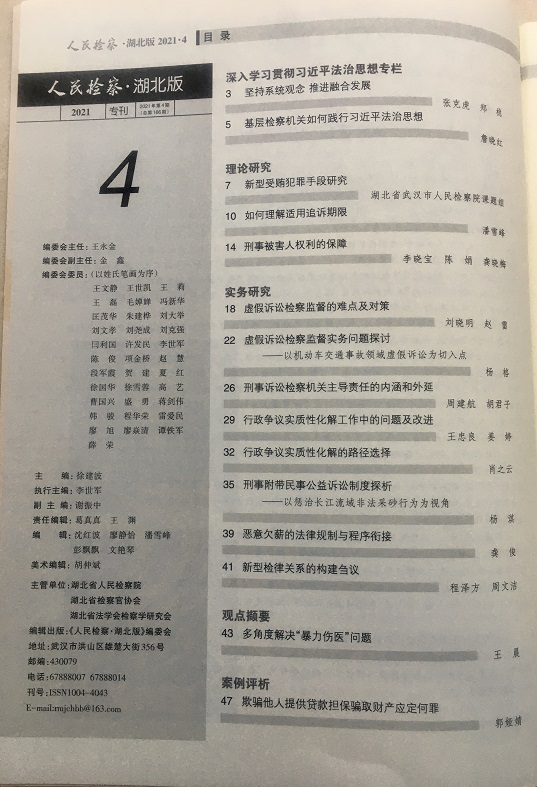 人民检察·湖北版 2021·4 目 录
人民检察·湖北版
2021 专刊 2021年第4期
4
编委会主任：王永金
编委会副主任：金 鑫
编委会委员：（以姓氏笔画为序）
王文静 王世凯 王 莉
王 磊 毛婵婵 冯新华
汪茂华 朱建桦 刘大举
刘文孝 刘尧成 刘克强
闫利国 许发民 李世军
陈 俊 项金桥 赵 慧
段军霞 贺 建 夏 红
徐国华 徐雪蓉 高 艺
曹国兴 盛 勇 蒋剑伟
韩 骏 程华荣 雷爱民
廖 旭 廖焱清 谭铁军
薛 荣
主 编：徐建波
执行主编：李世军
副 主 编：谢振中
责任编辑：葛真真 王 渊
编 辑：沈红波 廖静怡 潘雪峰
彭飘飘 文艳琴
美术编辑：胡仲斌
主管单位：湖北省人民检察院
湖北省检察官协会
湖北省法学会检察学研究会
编辑出版：《人民检察·湖北版》编委会
地址：武汉市洪山区雄楚大街356号
邮编：430079
电话：67888007 67888014
刊号：ISSN1004-4043
E-mail:rmjchbb@163.com
深入学习贯彻习近平法治思想专栏
3 坚持系统观念 推进融合发展
张克虎 郑
5 基层检察机关如何践行习近平法治思想
詹晓红
理论研究
7 新型受贿犯罪手段研究
湖北省武汉市人民检察院课题组
10 如何理解适用追诉期限
潘雪峰
14 刑事被害人权利的保障
李晓宝 陈 娟 龚晓梅
实务研究
18 虚假诉讼检察监督的难点及对策
刘晓明 赵 雷
22 虚假诉讼检察监督实务问题探讨
——以机动车交通事故领域虚假诉讼为切入点
杨 格
26 刑事诉讼检察机关主导责任的内涵和外延
周建航 胡君子
29 行政争议实质性化解工作中的问题及改进
王忠良 姜 婷
32 行政争议实质性化解的路径选择
肖之云
35 刑事附带民事公益诉讼制度探析
——以惩治长江流域非法采砂行为为视角
杨 淇
39 恶意欠薪的法律规制与程序衔接
龚 俊
41 新型检律关系的构建刍议
程泽方 周文洁
观点撷要
43 多角度解决“暴力伤医”问题
王 晨
案例评析
47 欺骗他人提供贷款担保骗取财产应定何罪
郭娅婧